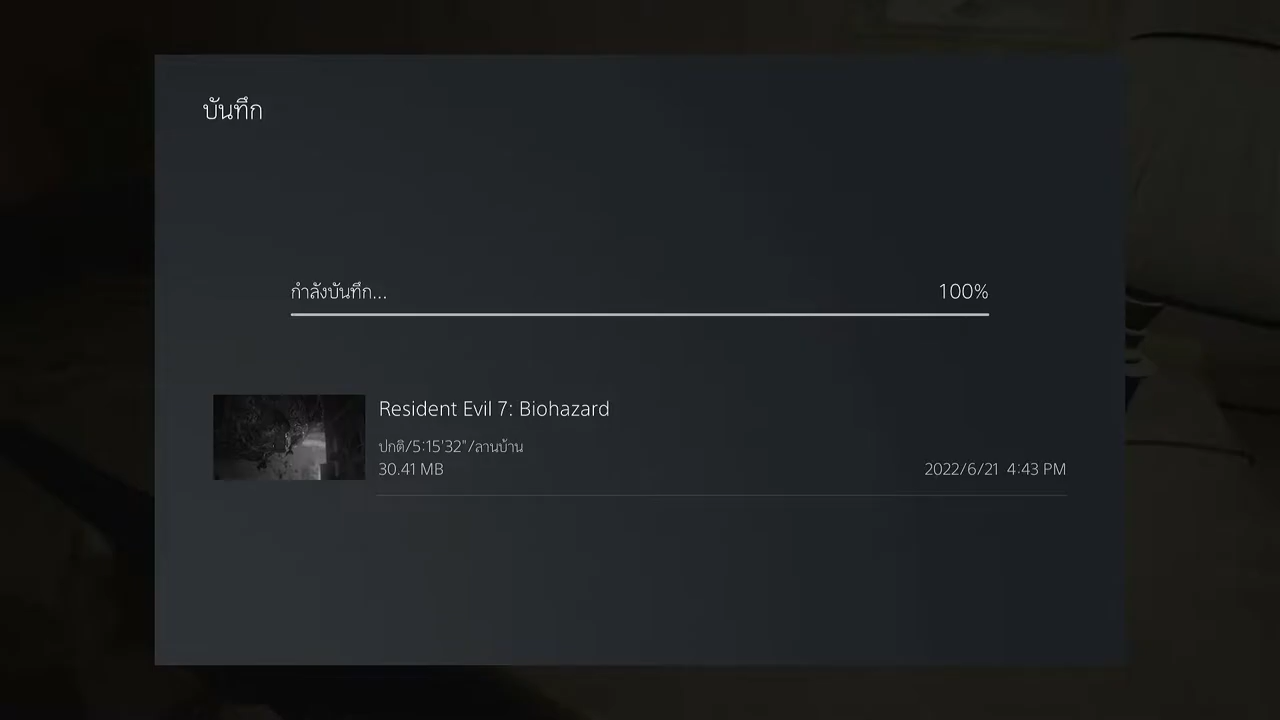 บันทึก
กำลังบันทึก... 100%
Resident Evil 7: Biohazard
ปกติ/5:15'32"/ลานบ้าน
30.41 MB 2022/6/21 4:43 PM